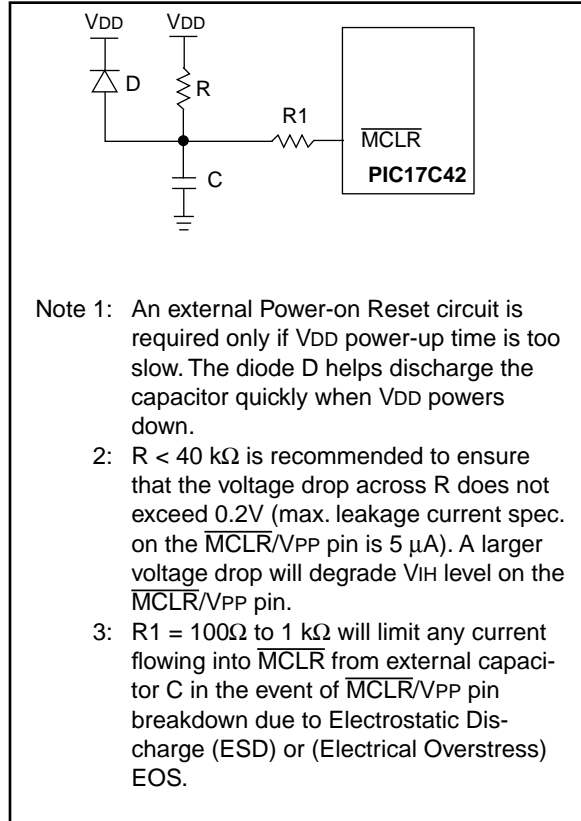 VDD VDD
D
R
R1
MCLR
PIC17C42
C
Note 1: An external Power-on Reset circuit is
required only if VDD power-up time is too
slow. The diode D helps discharge the
capacitor quickly when VDD powers
down.
2: R < 40 kΩ is recommended to ensure
that the voltage drop across R does not
exceed 0.2V (max. leakage current spec.
on the MCLR/VPP pin is 5 μA). A larger
voltage drop will degrade VIH level on the
MCLR/VPP pin.
3: R1 = 100Ω to 1 kΩ will limit any current
flowing into MCLR from external capaci-
tor C in the event of MCLR/VPP pin
breakdown due to Electrostatic Dis-
charge (ESD) or (Electrical Overstress)
EOS.